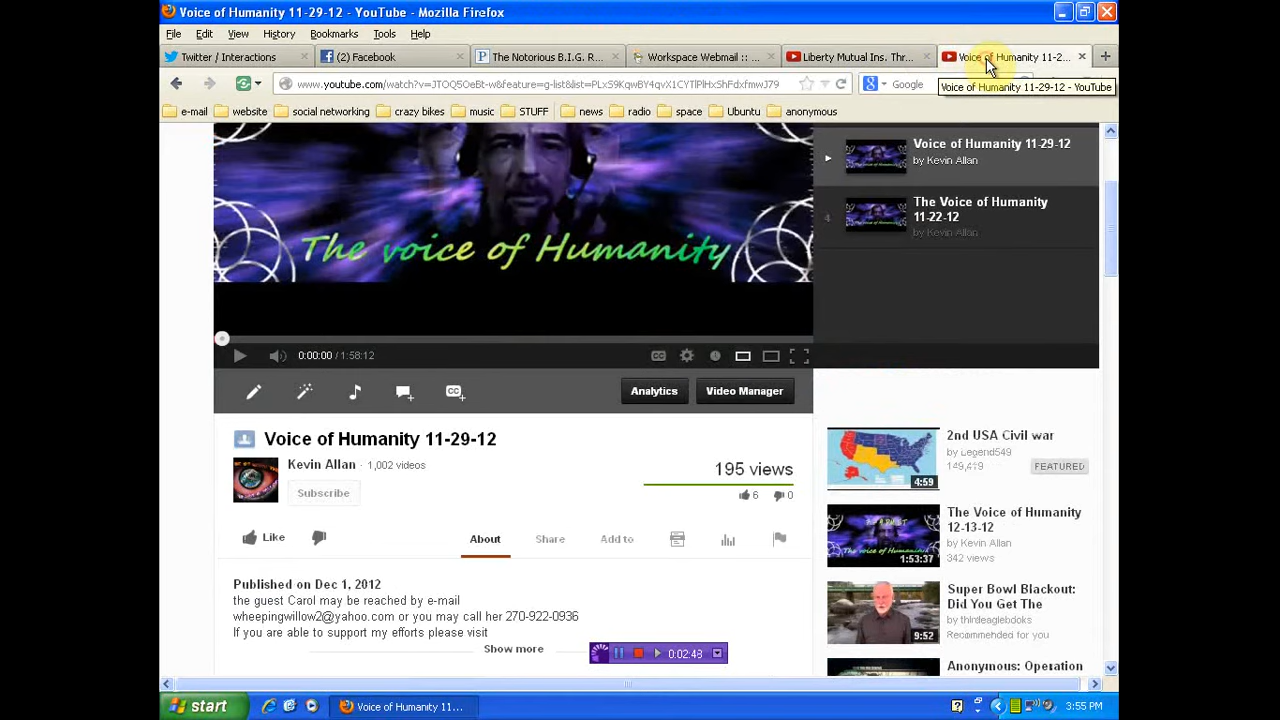 Voice of Humanity 11-29-12 - YouTube - Mozilla Firefox
File Edit View History Bookmarks Tools Help
Twitter / Interactions
(2) Facebook
The Notorious B.I.G. R...
Workspace Webmail :: ...
Liberty Mutual Ins. Thr...
Voice of Humanity 11-2...
www.youtube.com/watch?v=JTOQ5OeBt-w&feature=g-list&list=PLx5KqwBY4qvX1CYTlPlHxShFdxfmwJ79
Google
Voice of Humanity 11-29-12 - YouTube
e-mail website social networking crazy bikes music STUFF news radio space Ubuntu anonymous
The voice of Humanity
0:00:00 / 1:58:12
CC
CC
Analytics
Video Manager
Voice of Humanity 11-29-12
by Kevin Allan
4
The Voice of Humanity
11-22-12
by Kevin Allan
Voice of Humanity 11-29-12
Kevin Allan · 1,002 videos
Subscribe
195 views
6 0
Like
About Share Add to
Published on Dec 1, 2012
the guest Carol may be reached by e-mail
wheepingwillow2@yahoo.com or you may call her 270-922-0936
If you are able to support my efforts please visit
Show more
0:02:48
2nd USA Civil war
by Legend549
149,419
FEATURED
4:59
The Voice of Humanity
12-13-12
by Kevin Allan
342 views
1:53:37
Super Bowl Blackout:
Did You Get The
by thirdeaglebooks
Recommended for you
9:52
Anonymous: Operation
start
Voice of Humanity 11...
3:55 PM